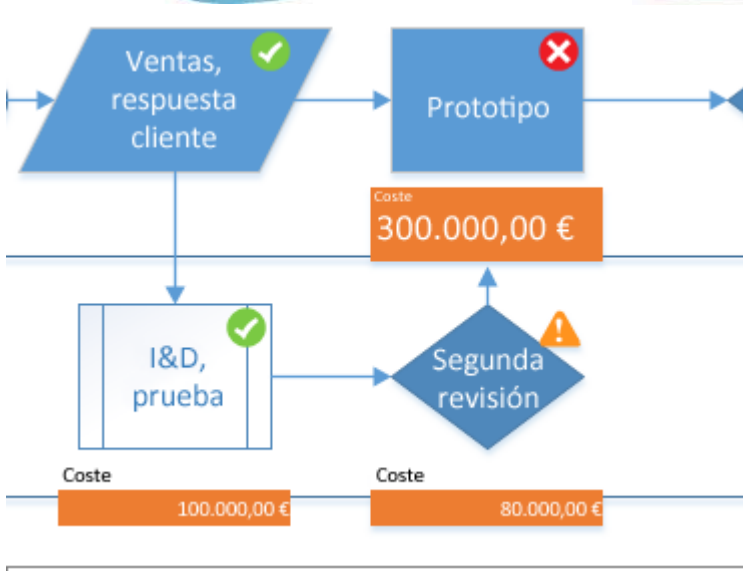 Ventas,
respuesta
cliente
Prototipo
Coste
300.000,00 €
I&D,
prueba
Segunda
revisión
Coste
100.000,00 €
Coste
80.000,00 €